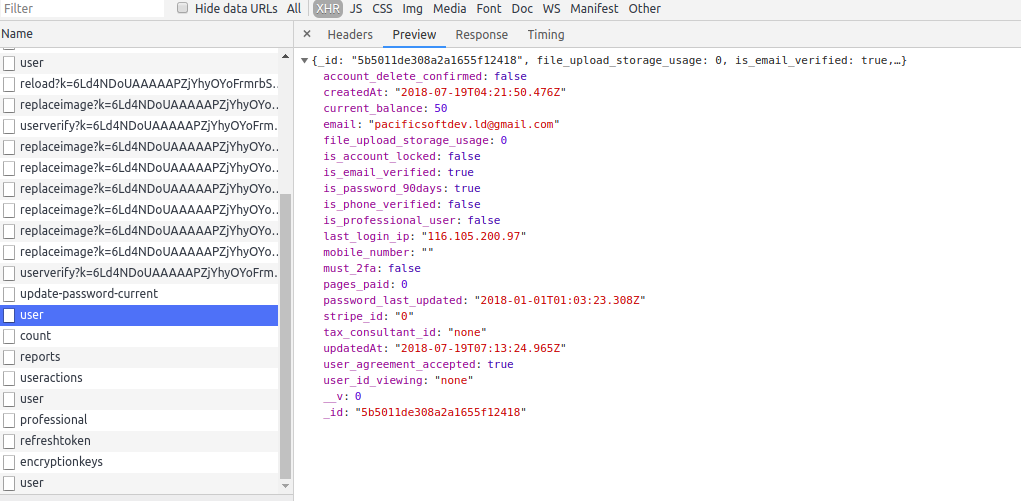 Filter Hide data URLs All XHR JS CSS Img Media Font Doc WS Manifest Other
Name
user
reload?k=6Ld4NDoUAAAAAPZjYhyOYoFrmrbS...
replaceimage?k=6Ld4NDoUAAAAAPZjYhyOYo...
userverify?k=6Ld4NDoUAAAAAPZjYhyOYoFrm...
replaceimage?k=6Ld4NDoUAAAAAPZjYhyOYo...
replaceimage?k=6Ld4NDoUAAAAAPZjYhyOYo...
replaceimage?k=6Ld4NDoUAAAAAPZjYhyOYo...
replaceimage?k=6Ld4NDoUAAAAAPZjYhyOYo...
replaceimage?k=6Ld4NDoUAAAAAPZjYhyOYo...
replaceimage?k=6Ld4NDoUAAAAAPZjYhyOYo...
userverify?k=6Ld4NDoUAAAAAPZjYhyOYoFrm...
update-password-current
user
count
reports
useractions
user
professional
refreshtoken
encryptionkeys
user
× Headers Preview Response Timing
▼{_id: "5b5011de308a2a1655f12418", file_upload_storage_usage: 0, is_email_verified: true,…}
account_delete_confirmed: false
createdAt: "2018-07-19T04:21:50.476Z"
current_balance: 50
email: "pacificsoftdev.ld@gmail.com"
file_upload_storage_usage: 0
is_account_locked: false
is_email_verified: true
is_password_90days: true
is_phone_verified: false
is_professional_user: false
last_login_ip: "116.105.200.97"
mobile_number: ""
must_2fa: false
pages_paid: 0
password_last_updated: "2018-01-01T01:03:23.308Z"
stripe_id: "0"
tax_consultant_id: "none"
updatedAt: "2018-07-19T07:13:24.965Z"
user_agreement_accepted: true
user_id_viewing: "none"
__v: 0
_id: "5b5011de308a2a1655f12418"